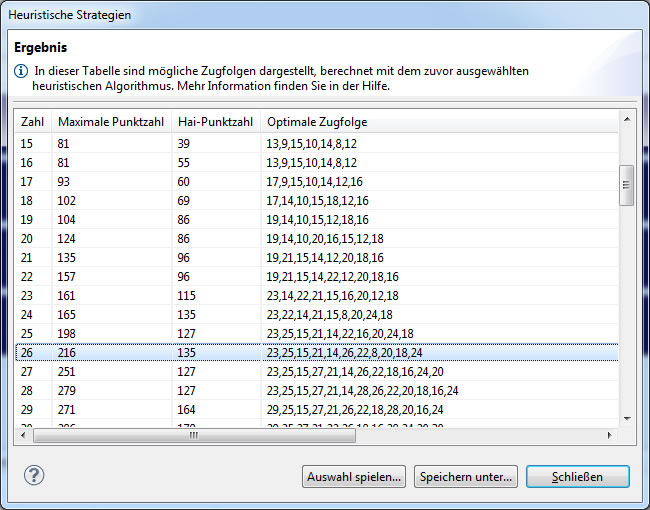 Heuristische Strategien
Ergebnis
In dieser Tabelle sind mögliche Zugfolgen dargestellt, berechnet mit dem zuvor ausgewählten
heuristischen Algorithmus. Mehr Information finden Sie in der Hilfe.
Zahl Maximale Punktzahl Hai-Punktzahl Optimale Zugfolge
15 81 39 13,9,15,10,14,8,12
16 81 55 13,9,15,10,14,8,12
17 93 60 17,9,15,10,14,12,16
18 102 69 17,14,10,15,18,12,16
19 104 86 19,14,10,15,12,18,16
20 124 86 19,14,10,20,16,15,12,18
21 135 96 19,21,15,14,12,20,18,16
22 157 96 19,21,15,14,22,12,20,18,16
23 161 115 23,14,22,21,15,16,20,12,18
24 165 135 23,22,14,21,15,8,20,24,18
25 198 127 23,25,15,21,14,22,16,20,24,18
26 216 135 23,25,15,21,14,26,22,8,20,18,24
27 251 127 23,25,15,27,21,14,26,22,18,16,24,20
28 279 127 23,25,15,27,21,14,28,26,22,20,18,16,24
29 271 164 29,25,15,27,21,26,22,18,28,20,16,24
Auswahl spielen... Speichern unter... Schließen